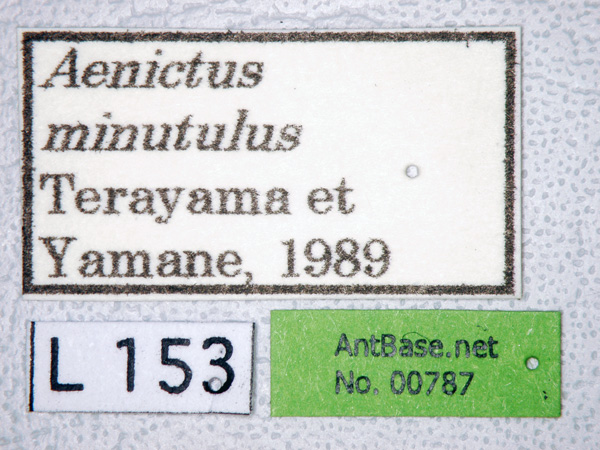 Aenictus
minutulus
Terayama et
Yamane, 1989
L 153
AntBase.net
No. 00787